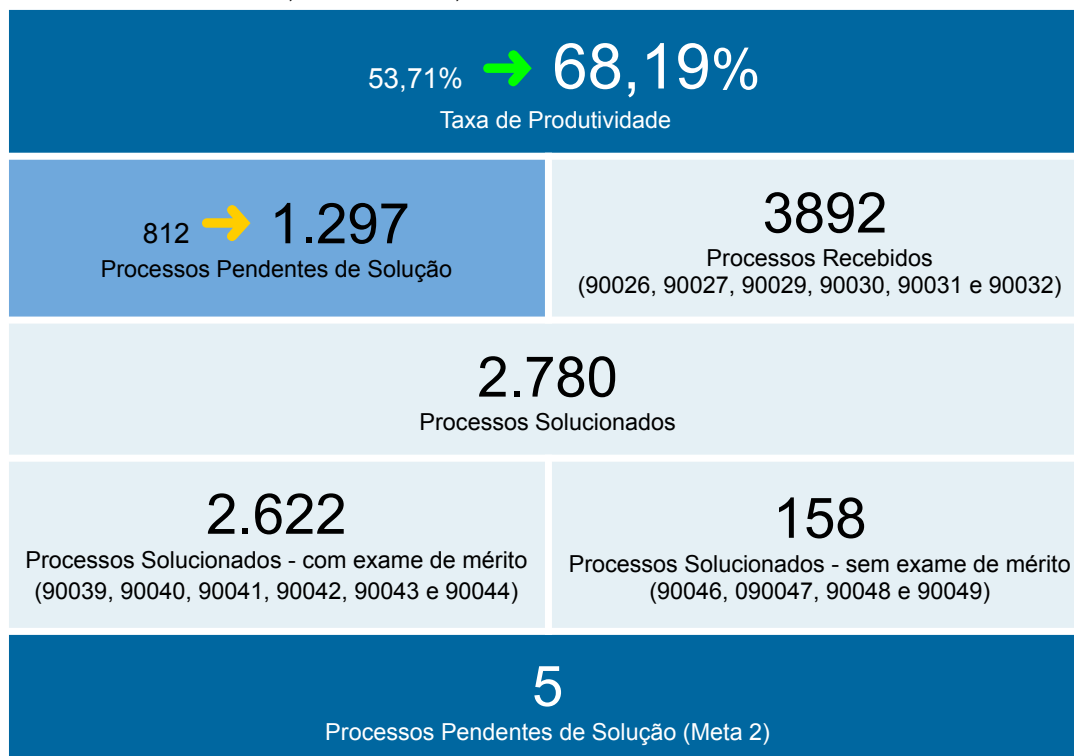 53,71% 68,19%
Taxa de Produtividade
812 1.297
Processos Pendentes de Solução
3892
Processos Recebidos
(90026, 90027, 90029, 90030, 90031 e 90032)
2.780
Processos Solucionados
2.622
Processos Solucionados - com exame de mérito
(90039, 90040, 90041, 90042, 90043 e 90044)
158
Processos Solucionados - sem exame de mérito
(90046, 090047, 90048 e 90049)
5
Processos Pendentes de Solução (Meta 2)